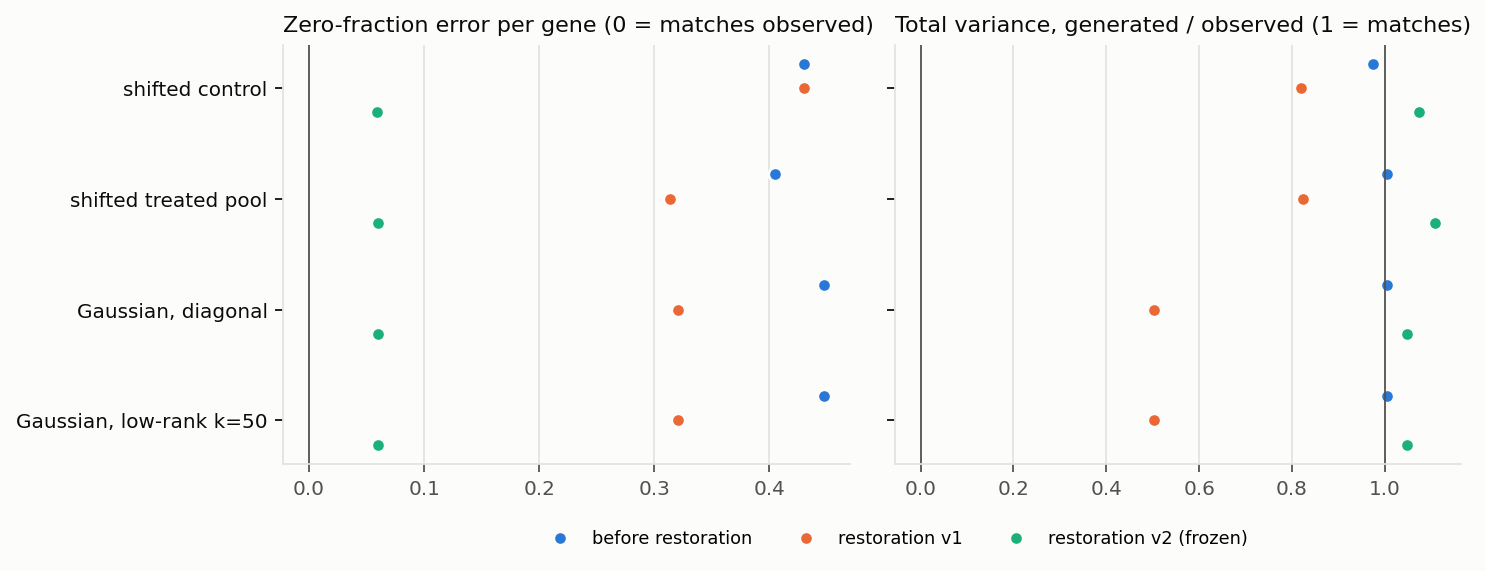 Zero-fraction error per gene (0 = matches observed)
Total variance, generated / observed (1 = matches)
shifted control
shifted treated pool
Gaussian, diagonal
Gaussian, low-rank k=50
0.0 0.1 0.2 0.3 0.4
0.0 0.2 0.4 0.6 0.8 1.0
before restoration
restoration v1
restoration v2 (frozen)